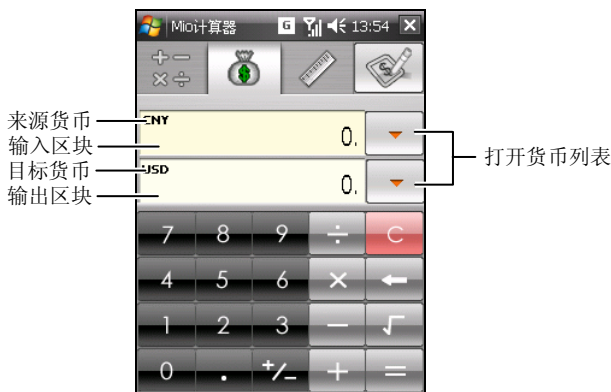 Mio计算器 G 13:54
来源货币
CNY
输入区块
0.
目标货币
USD
输出区块
0.
打开货币列表
7 8 9 ÷ C
4 5 6 × ←
1 2 3 − √
0 . +/- + =